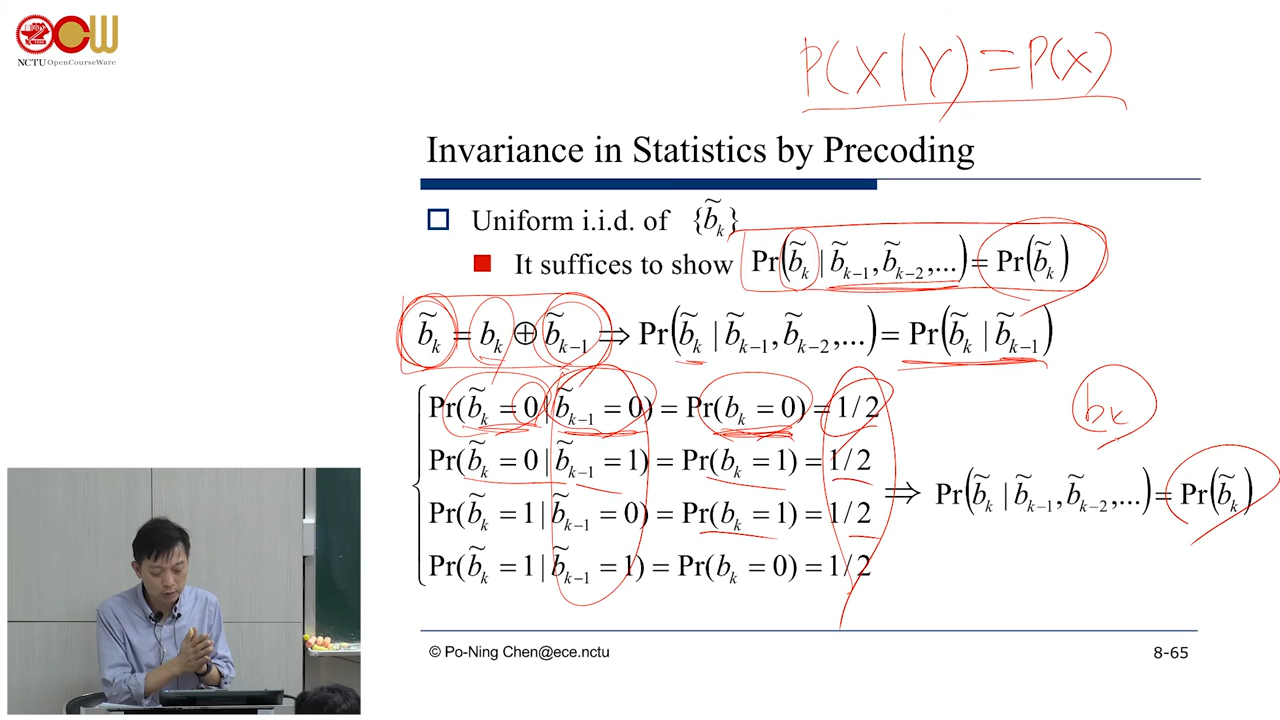 NCTU OpenCourseWare
P(X|Y)=P(X)
Invariance in Statistics by Precoding
Uniform i.i.d. of {b̃ₖ}
It suffices to show Pr(b̃ₖ | b̃ₖ₋₁, b̃ₖ₋₂,...) = Pr(b̃ₖ)
b̃ₖ = bₖ ⊕ b̃ₖ₋₁ ⇒ Pr(b̃ₖ | b̃ₖ₋₁, b̃ₖ₋₂,...) = Pr(b̃ₖ | b̃ₖ₋₁)
Pr(b̃ₖ = 0 | b̃ₖ₋₁ = 0) = Pr(bₖ = 0) = 1/2
bₖ
Pr(b̃ₖ = 0 | b̃ₖ₋₁ = 1) = Pr(bₖ = 1) = 1/2
⇒ Pr(b̃ₖ | b̃ₖ₋₁, b̃ₖ₋₂,...) = Pr(b̃ₖ)
Pr(b̃ₖ = 1 | b̃ₖ₋₁ = 0) = Pr(bₖ = 1) = 1/2
Pr(b̃ₖ = 1 | b̃ₖ₋₁ = 1) = Pr(bₖ = 0) = 1/2
© Po-Ning Chen@ece.nctu
8-65